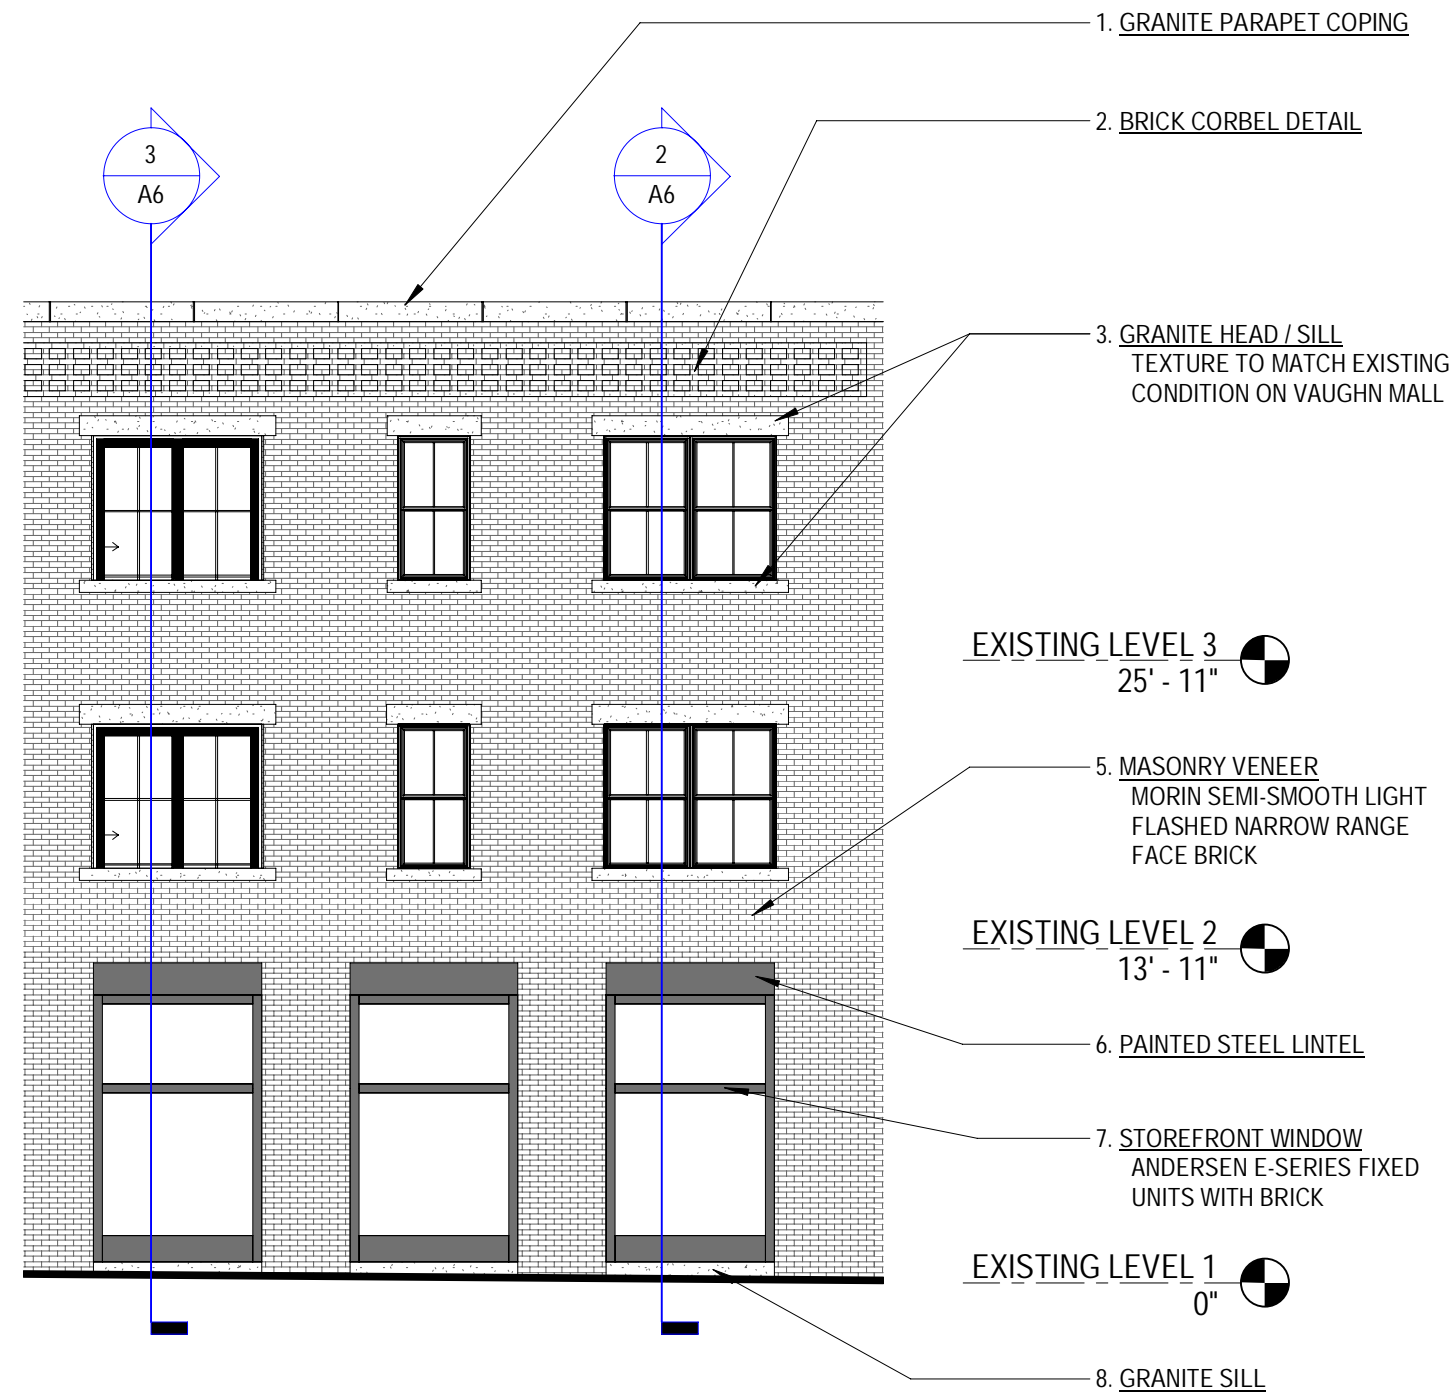 1. GRANITE PARAPET COPING
2. BRICK CORBEL DETAIL
3
A6
2
A6
3. GRANITE HEAD / SILL
TEXTURE TO MATCH EXISTING
CONDITION ON VAUGHN MALL
EXISTING LEVEL 3
25' - 11"
5. MASONRY VENEER
MORIN SEMI-SMOOTH LIGHT
FLASHED NARROW RANGE
FACE BRICK
EXISTING LEVEL 2
13' - 11"
6. PAINTED STEEL LINTEL
7. STOREFRONT WINDOW
ANDERSEN E-SERIES FIXED
UNITS WITH BRICK
EXISTING LEVEL 1
0"
8. GRANITE SILL